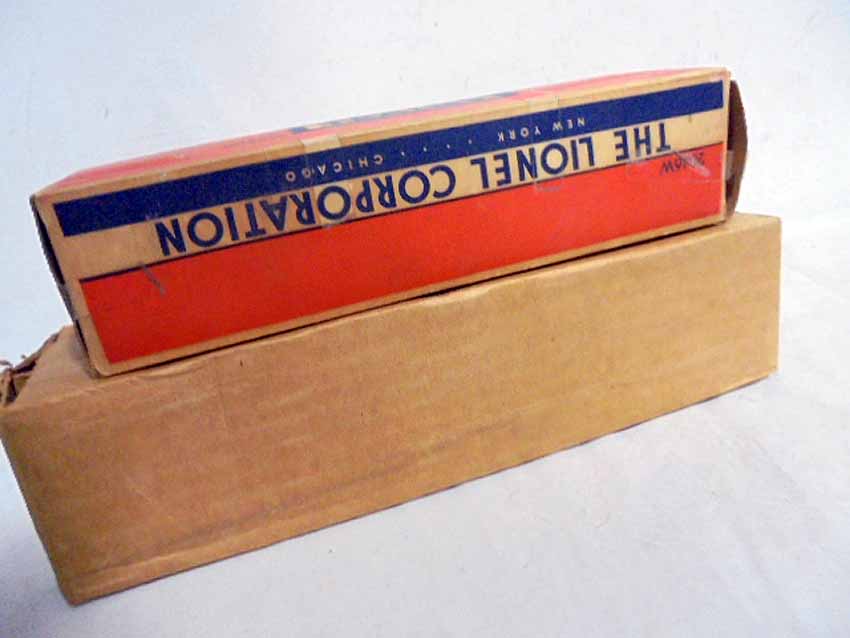 THE LIONEL CORPORATION
NEW YORK . . . . . CHICAGO